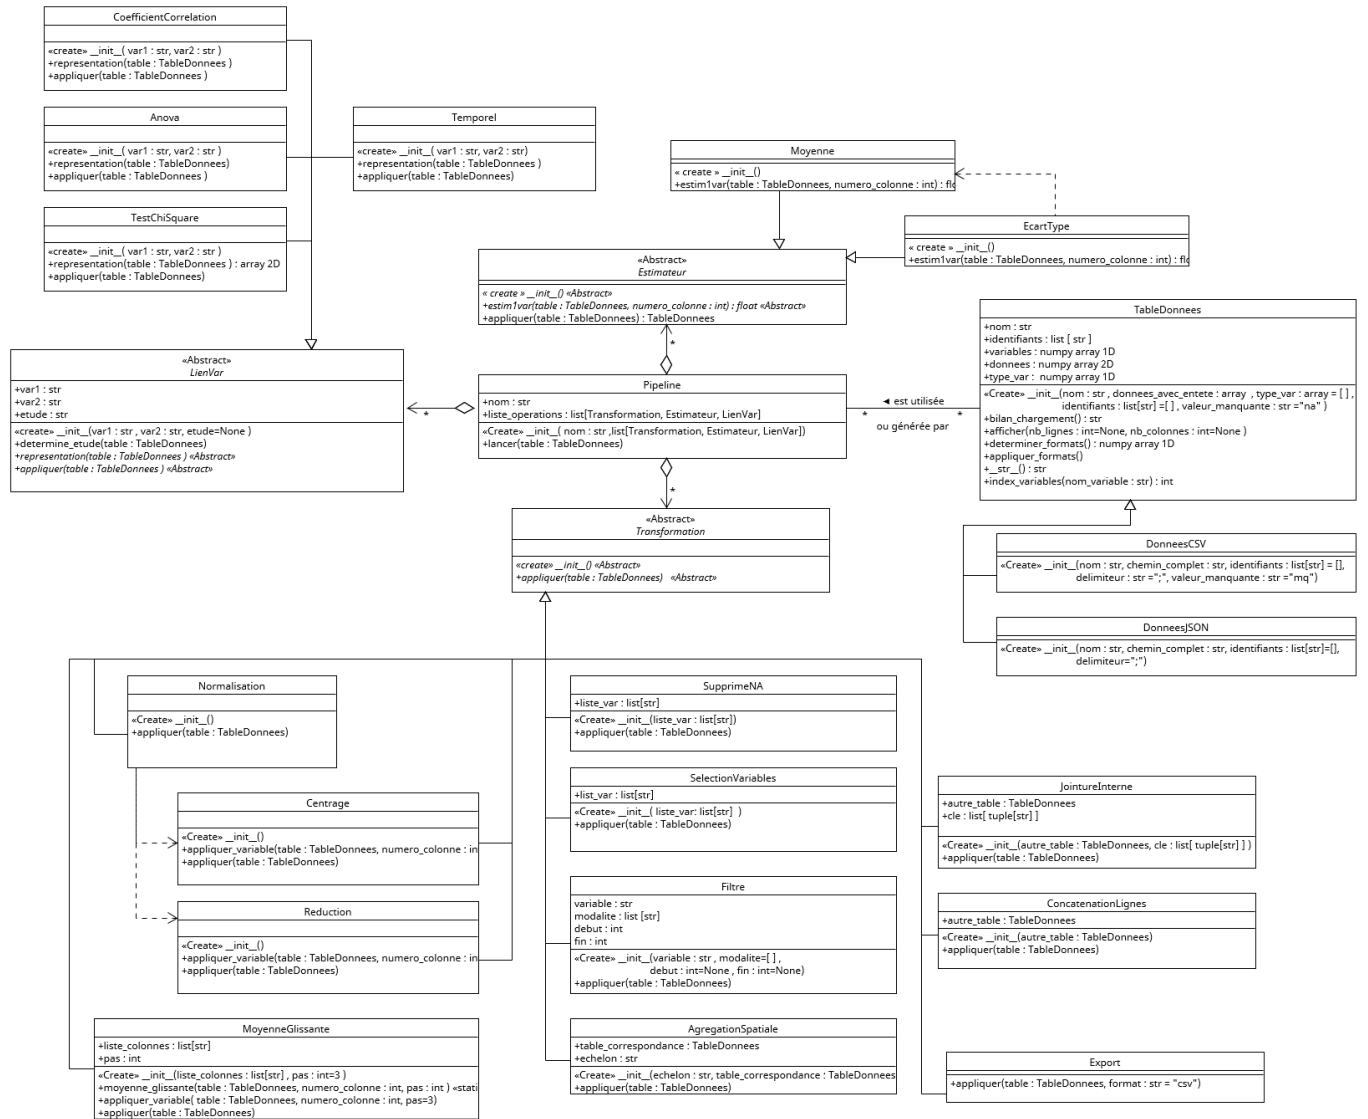 CoefficientCorrelation
«create» __init__( var1 : str, var2 : str )
+representation(table : TableDonnees )
+appliquer(table : TableDonnees )
Anova
«create» __init__( var1 : str, var2 : str )
+representation(table : TableDonnees)
+appliquer(table : TableDonnees )
Temporel
«create» __init__( var1 : str, var2 : str)
+representation(table : TableDonnees )
+appliquer(table : TableDonnees)
TestChiSquare
«create» __init__( var1 : str, var2 : str )
+representation(table : TableDonnees ) : array 2D
+appliquer(table : TableDonnees)
Moyenne
« create » __init__()
+estim1var(table : TableDonnees, numero_colonne : int) : flo
EcartType
« create » __init__()
+estim1var(table : TableDonnees, numero_colonne : int) : flo
«Abstract»
Estimateur
« create » __init__() «Abstract»
+estim1var(table : TableDonnees, numero_colonne : int) : float «Abstract»
+appliquer(table : TableDonnees) : TableDonnees
*
«Abstract»
LienVar
+var1 : str
+var2 : str
+etude : str
«create» __init__(var1 : str , var2 : str, etude=None )
+determine_etude(table : TableDonnees)
+representation(table : TableDonnees ) «Abstract»
+appliquer(table : TableDonnees ) «Abstract»
*
Pipeline
+nom : str
+liste_operations : list[Transformation, Estimateur, LienVar]
«Create» __init__( nom : str ,list[Transformation, Estimateur, LienVar])
+lancer(table : TableDonnees)
◄ est utilisée
* *
ou générée par
*
TableDonnees
+nom : str
+identifiants : list [ str ]
+variables : numpy array 1D
+donnees : numpy array 2D
+type_var : numpy array 1D
«Create» __init__(nom : str , donnees_avec_entete : array , type_var : array = [ ] ,
identifiants : list[str] =[ ] , valeur_manquante : str ="na" )
+bilan_chargement() : str
+afficher(nb_lignes : int=None, nb_colonnes : int=None )
+determiner_formats() : numpy array 1D
+appliquer_formats()
+__str__() : str
+index_variables(nom_variable : str) : int
«Abstract»
Transformation
«create» __init__() «Abstract»
+appliquer(table : TableDonnees) «Abstract»
DonneesCSV
«Create» __init__(nom : str, chemin_complet : str, identifiants : list[str] = [],
delimiteur : str =";", valeur_manquante : str ="mq")
DonneesJSON
«Create» __init__(nom : str, chemin_complet : str, identifiants : list[str]=[],
delimiteur=";")
Normalisation
«Create» __init__()
+appliquer(table : TableDonnees)
Centrage
«Create» __init__()
+appliquer_variable(table : TableDonnees, numero_colonne : in
+appliquer(table : TableDonnees)
Reduction
«Create» __init__()
+appliquer_variable(table : TableDonnees, numero_colonne : in
+appliquer(table : TableDonnees)
MoyenneGlissante
+liste_colonnes : list[str]
+pas : int
«Create» __init__(liste_colonnes : list[str] , pas : int=3 )
+moyenne_glissante(table : TableDonnees, numero_colonne : int, pas : int ) «stati
+appliquer_variable( table : TableDonnees, numero_colonne : int, pas=3)
+appliquer(table : TableDonnees)
SupprimeNA
+liste_var : list[str]
«Create» __init__(liste_var : list[str])
+appliquer(table : TableDonnees)
SelectionVariables
+list_var : list[str]
«Create» __init__( liste_var: list[str] )
+appliquer(table : TableDonnees)
Filtre
variable : str
modalite : list [str]
debut : int
fin : int
«Create» __init__(variable : str , modalite=[ ] ,
debut : int=None , fin : int=None)
+appliquer(table : TableDonnees)
AgregationSpatiale
+table_correspondance : TableDonnees
+echelon : str
«Create» __init__(echelon : str, table_correspondance : TableDonnees
+appliquer(table : TableDonnees)
JointureInterne
+autre_table : TableDonnees
+cle : list[ tuple[str] ]
«Create» __init__(autre_table : TableDonnees, cle : list[ tuple[str] ] )
+appliquer(table : TableDonnees)
ConcatenationLignes
+autre_table : TableDonnees
«Create» __init__(autre_table : TableDonnees)
+appliquer(table : TableDonnees)
Export
+appliquer(table : TableDonnees, format : str = "csv")